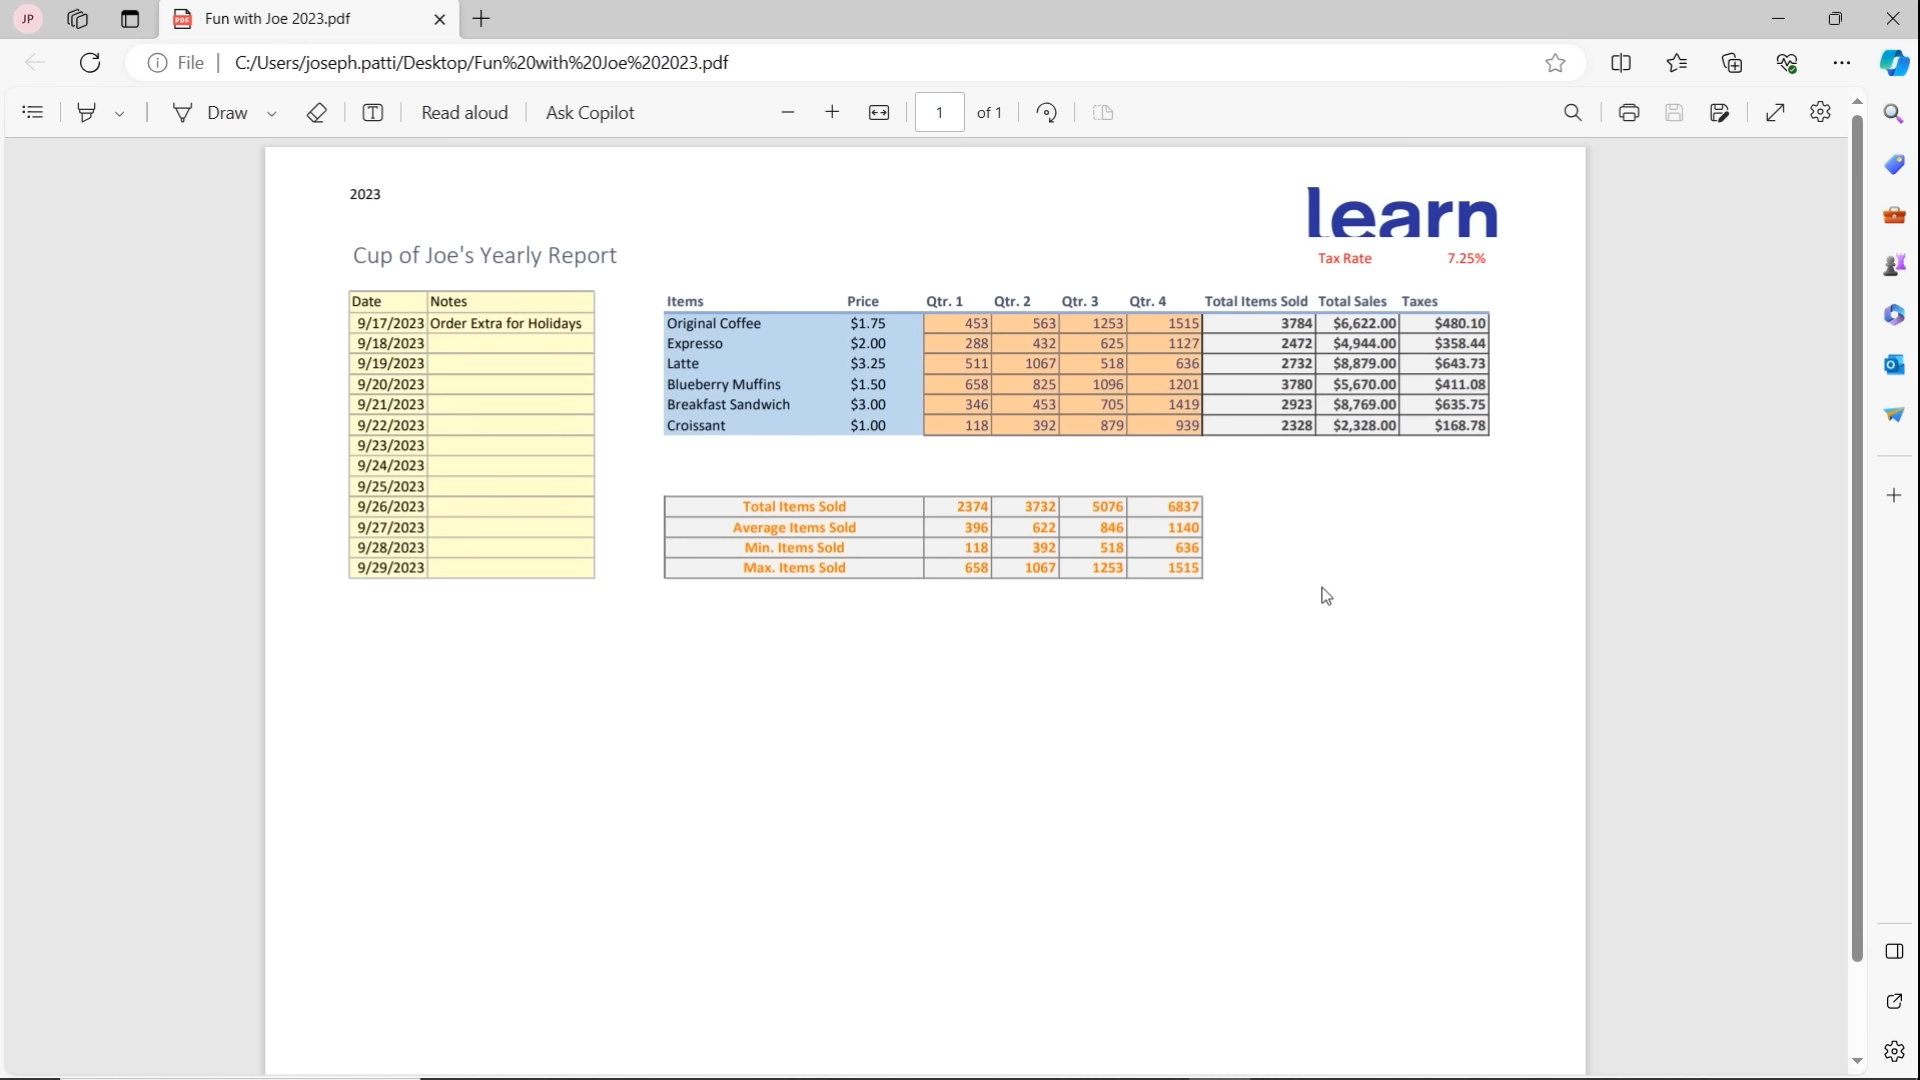 JP
Fun with Joe 2023.pdf
File
C:/Users/joseph.patti/Desktop/Fun%20with%20Joe%202023.pdf
Draw
Read aloud
Ask Copilot
1 of 1
2023
learn
Cup of Joe's Yearly Report
Tax Rate 7.25%
Date Notes
9/17/2023 Order Extra for Holidays
9/18/2023
9/19/2023
9/20/2023
9/21/2023
9/22/2023
9/23/2023
9/24/2023
9/25/2023
9/26/2023
9/27/2023
9/28/2023
9/29/2023
Items Price Qtr. 1 Qtr. 2 Qtr. 3 Qtr. 4 Total Items Sold Total Sales Taxes
Original Coffee $1.75 453 563 1253 1515 3784 $6,622.00 $480.10
Expresso $2.00 288 432 625 1127 2472 $4,944.00 $358.44
Latte $3.25 511 1067 518 636 2732 $8,879.00 $643.73
Blueberry Muffins $1.50 658 825 1096 1201 3780 $5,670.00 $411.08
Breakfast Sandwich $3.00 346 453 705 1419 2923 $8,769.00 $635.75
Croissant $1.00 118 392 879 939 2328 $2,328.00 $168.78
Total Items Sold 2374 3732 5076 6837
Average Items Sold 396 622 846 1140
Min. Items Sold 118 392 518 636
Max. Items Sold 658 1067 1253 1515